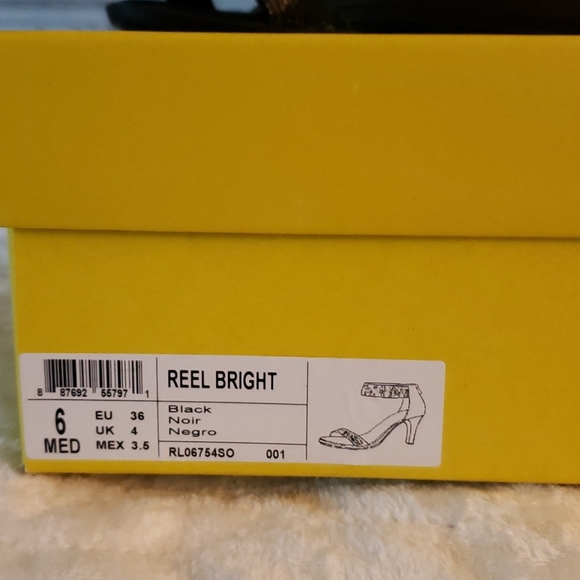 REEL BRIGHT
8 87692 55797 1
6 MED
EU 36
UK 4
MEX 3.5
Black
Noir
Negro
RL06754SO 001